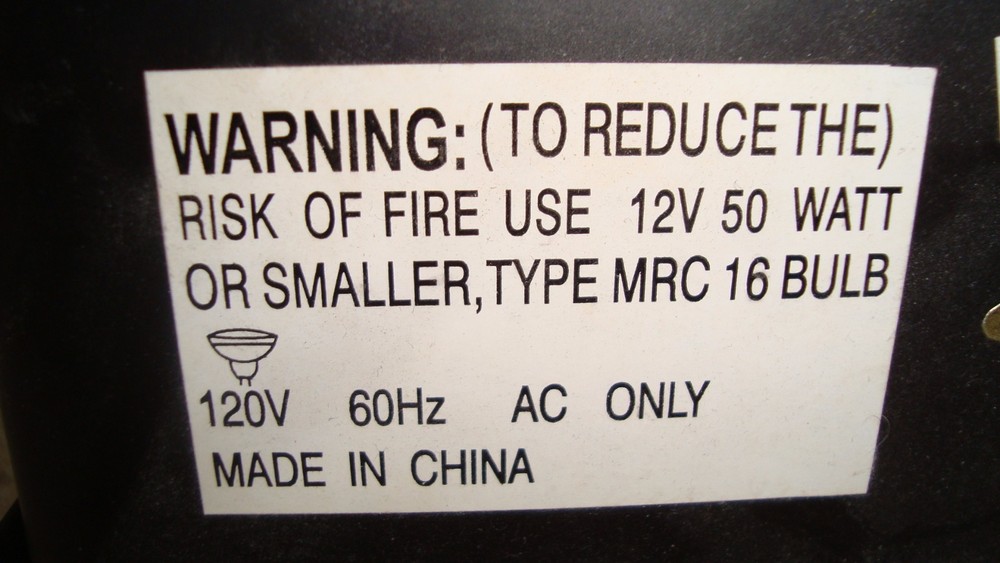 WARNING: (TO REDUCE THE)
RISK OF FIRE USE 12V 50 WATT
OR SMALLER, TYPE MRC 16 BULB
120V 60Hz AC ONLY
MADE IN CHINA